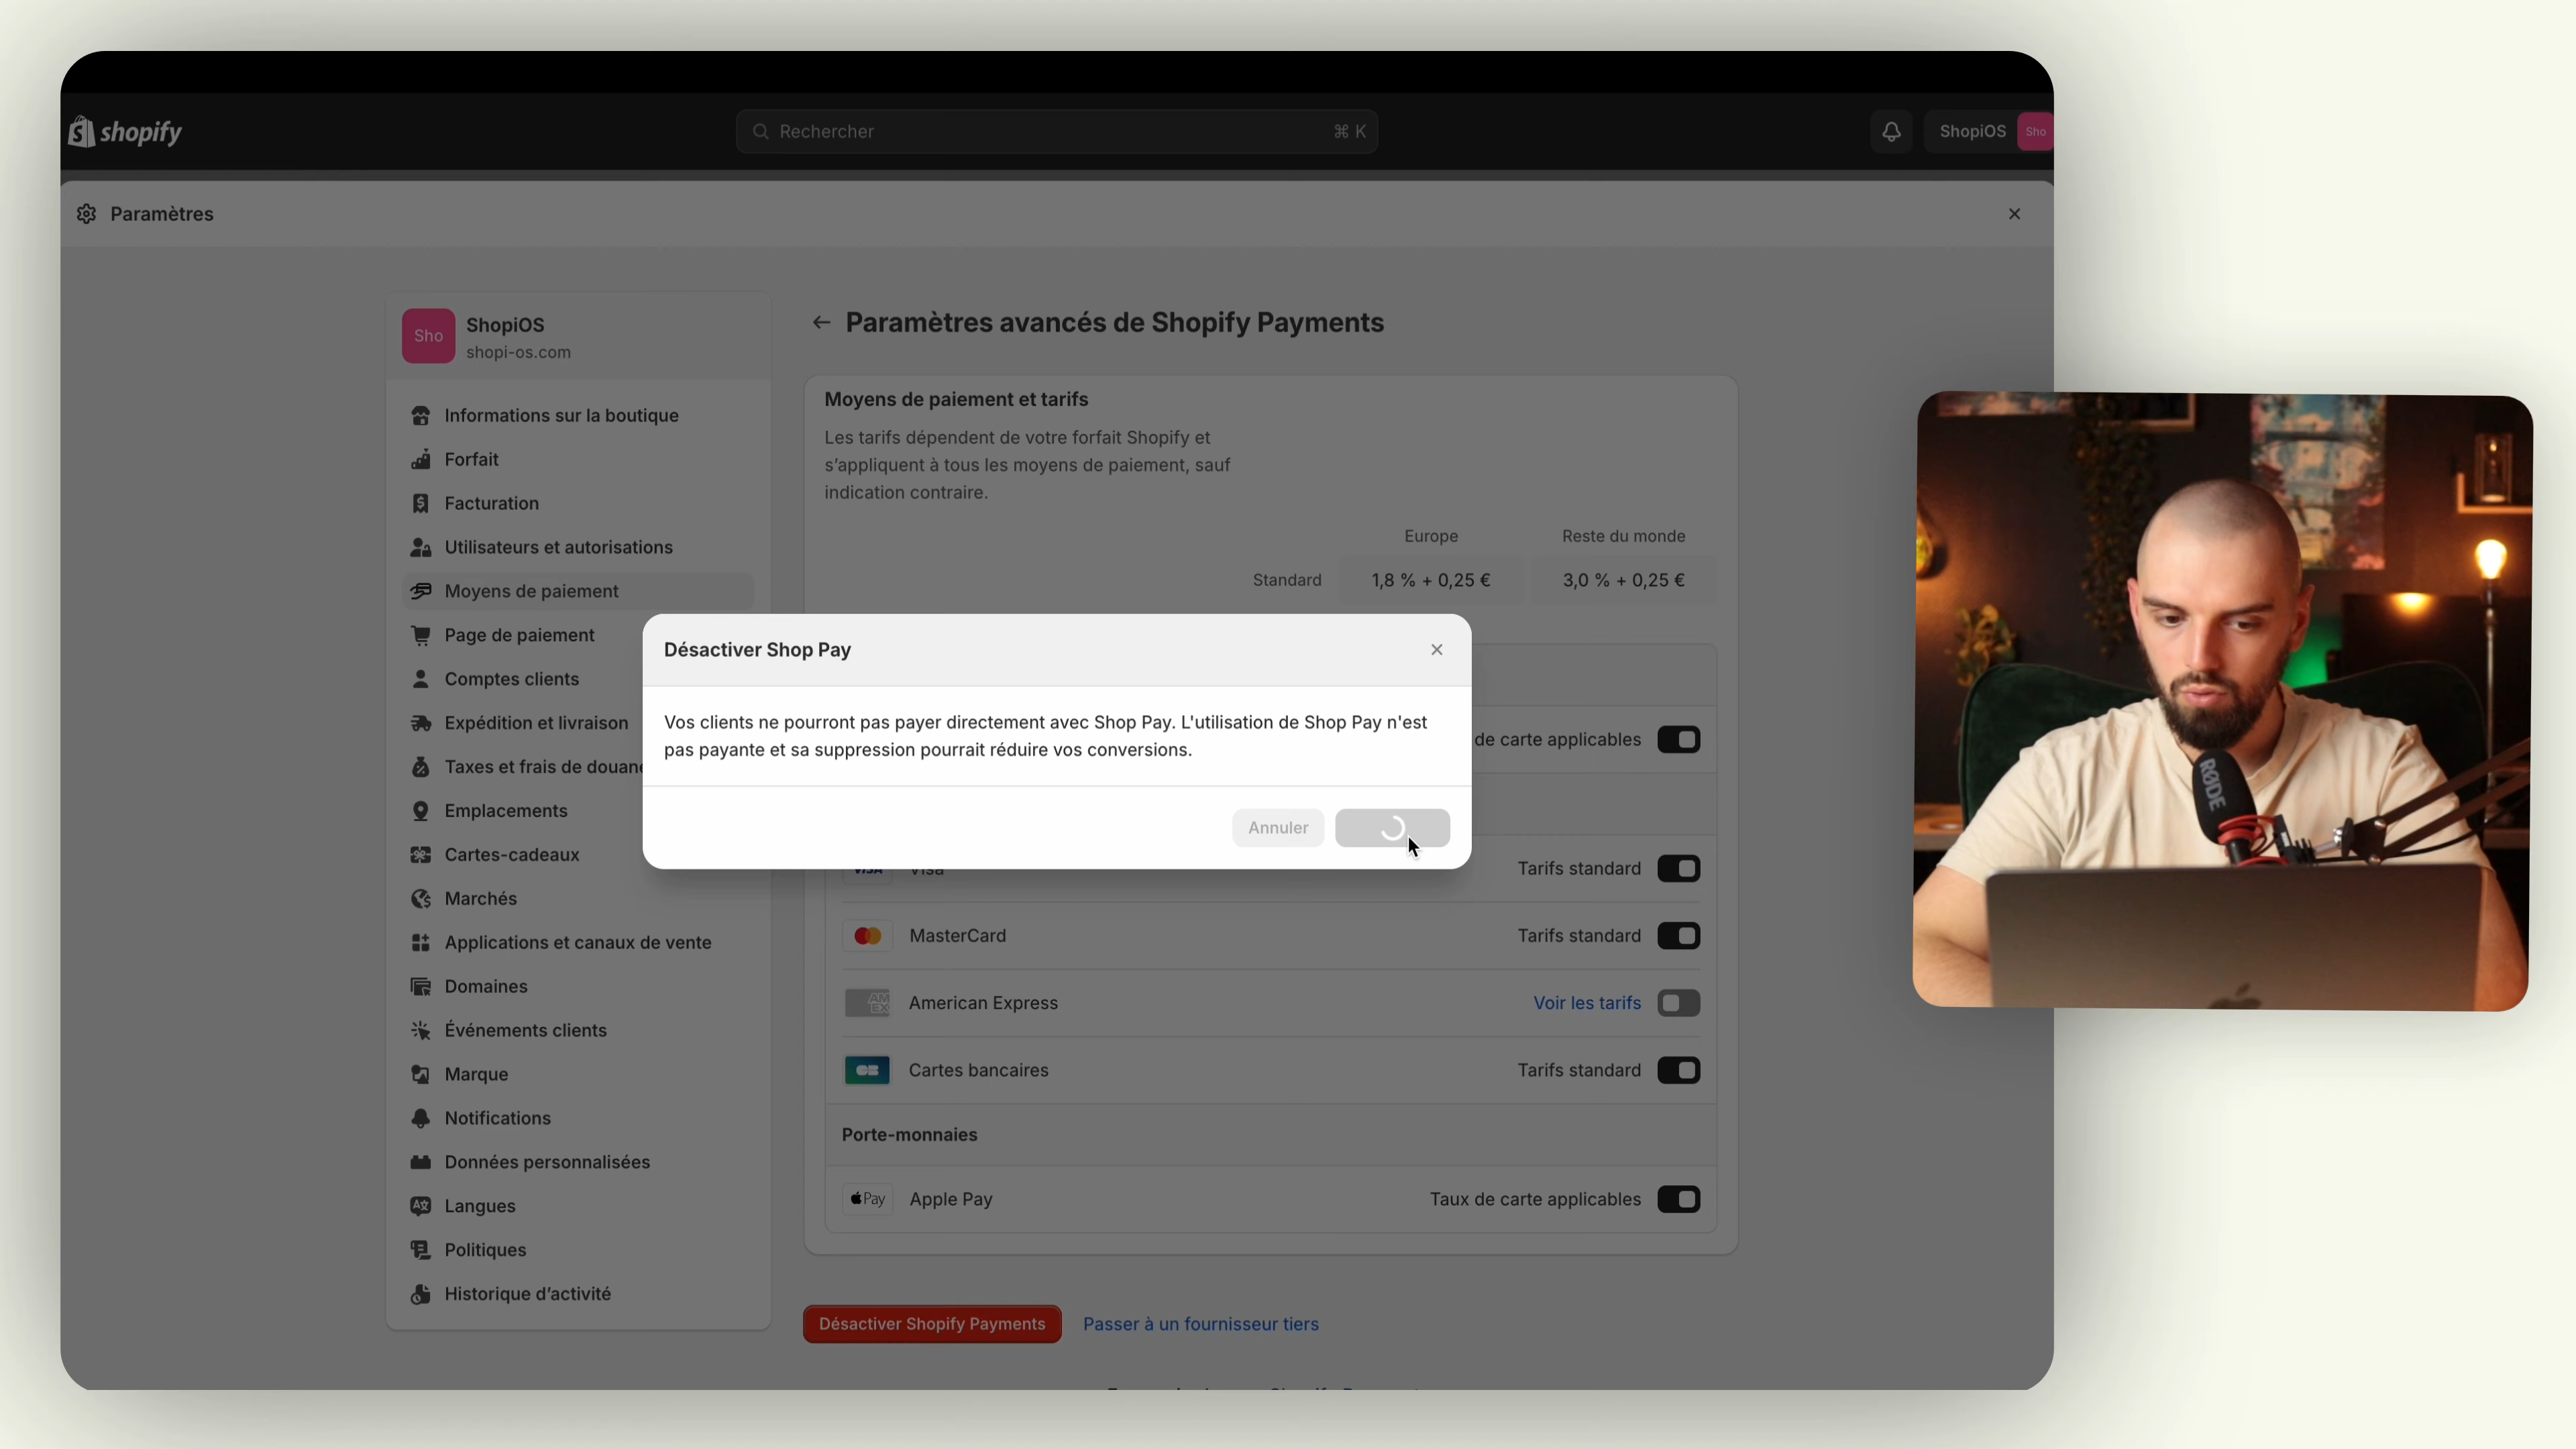 shopify
Rechercher
⌘ K
ShopiOS
Sho
Paramètres
Sho
ShopiOS
shopi-os.com
Informations sur la boutique
Forfait
Facturation
Utilisateurs et autorisations
Moyens de paiement
Page de paiement
Comptes clients
Expédition et livraison
Taxes et frais de douane
Emplacements
Cartes-cadeaux
Marchés
Applications et canaux de vente
Domaines
Événements clients
Marque
Notifications
Données personnalisées
Langues
Politiques
Historique d’activité
Paramètres avancés de Shopify Payments
Moyens de paiement et tarifs
Les tarifs dépendent de votre forfait Shopify et
s’appliquent à tous les moyens de paiement, sauf
indication contraire.
Europe
Reste du monde
Standard
1,8 % + 0,25 €
3,0 % + 0,25 €
Désactiver Shop Pay
Vos clients ne pourront pas payer directement avec Shop Pay. L'utilisation de Shop Pay n'est
pas payante et sa suppression pourrait réduire vos conversions.
Annuler
de carte applicables
VISA
Visa
Tarifs standard
MasterCard
Tarifs standard
AM
EX
American Express
Voir les tarifs
CB
Cartes bancaires
Tarifs standard
Porte-monnaies
Pay
Apple Pay
Taux de carte applicables
Désactiver Shopify Payments
Passer à un fournisseur tiers
RØDE